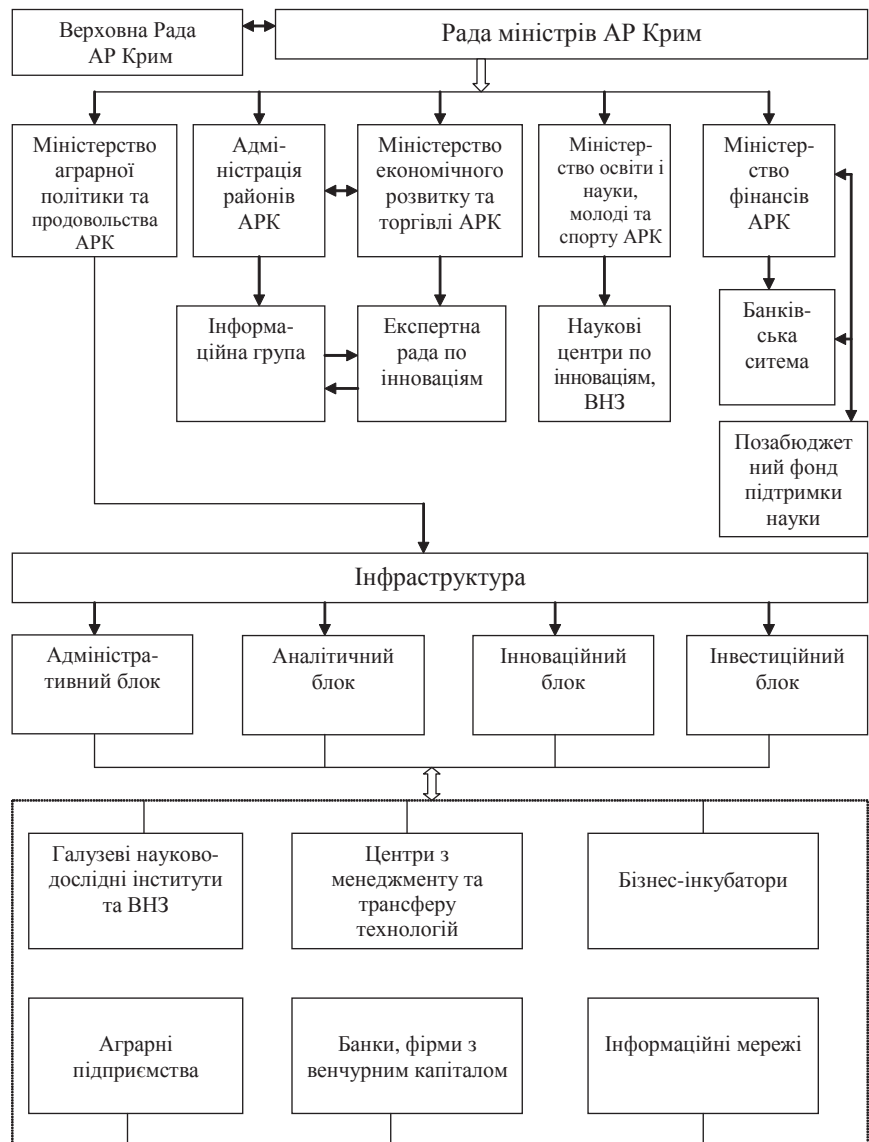 Верховна Рада
АР Крим
Рада міністрів АР Крим
Міністерство
аграрної
політики та
продовольства
АРК
Адмі-
ністрація
районів
АРК
Міністерство
економічного
розвитку та
торгівлі АРК
Міністер-
ство освіти і
науки,
молоді та
спорту АРК
Міністер-
ство
фінансів
АРК
Інформа-
ційна група
Експертна
рада по
інноваціям
Наукові
центри по
інноваціям,
ВНЗ
Банків-
ська
ситема
Позабюджет
ний фонд
підтримки
науки
Інфраструктура
Адміністра-
тивний блок
Аналітичний
блок
Інноваційний
блок
Інвестиційний
блок
Галузеві науково-
дослідні інститути
та ВНЗ
Центри з
менеджменту та
трансферу
технологій
Бізнес-інкубатори
Аграрні
підприємства
Банки, фірми з
венчурним капіталом
Інформаційні мережі